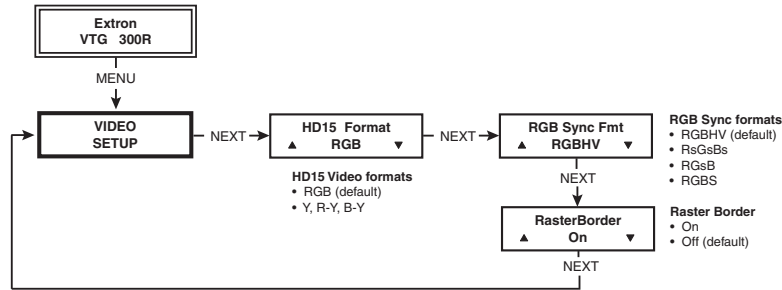 Extron
VTG 300R
MENU
VIDEO
SETUP
NEXT
HD15 Format
▲ RGB ▼
NEXT
RGB Sync Fmt
▲ RGBHV ▼
HD15 Video formats
• RGB (default)
• Y, R-Y, B-Y
RGB Sync formats
• RGBHV (default)
• RsGsBs
• RGsB
• RGBS
NEXT
RasterBorder
▲ On ▼
Raster Border
• On
• Off (default)
NEXT